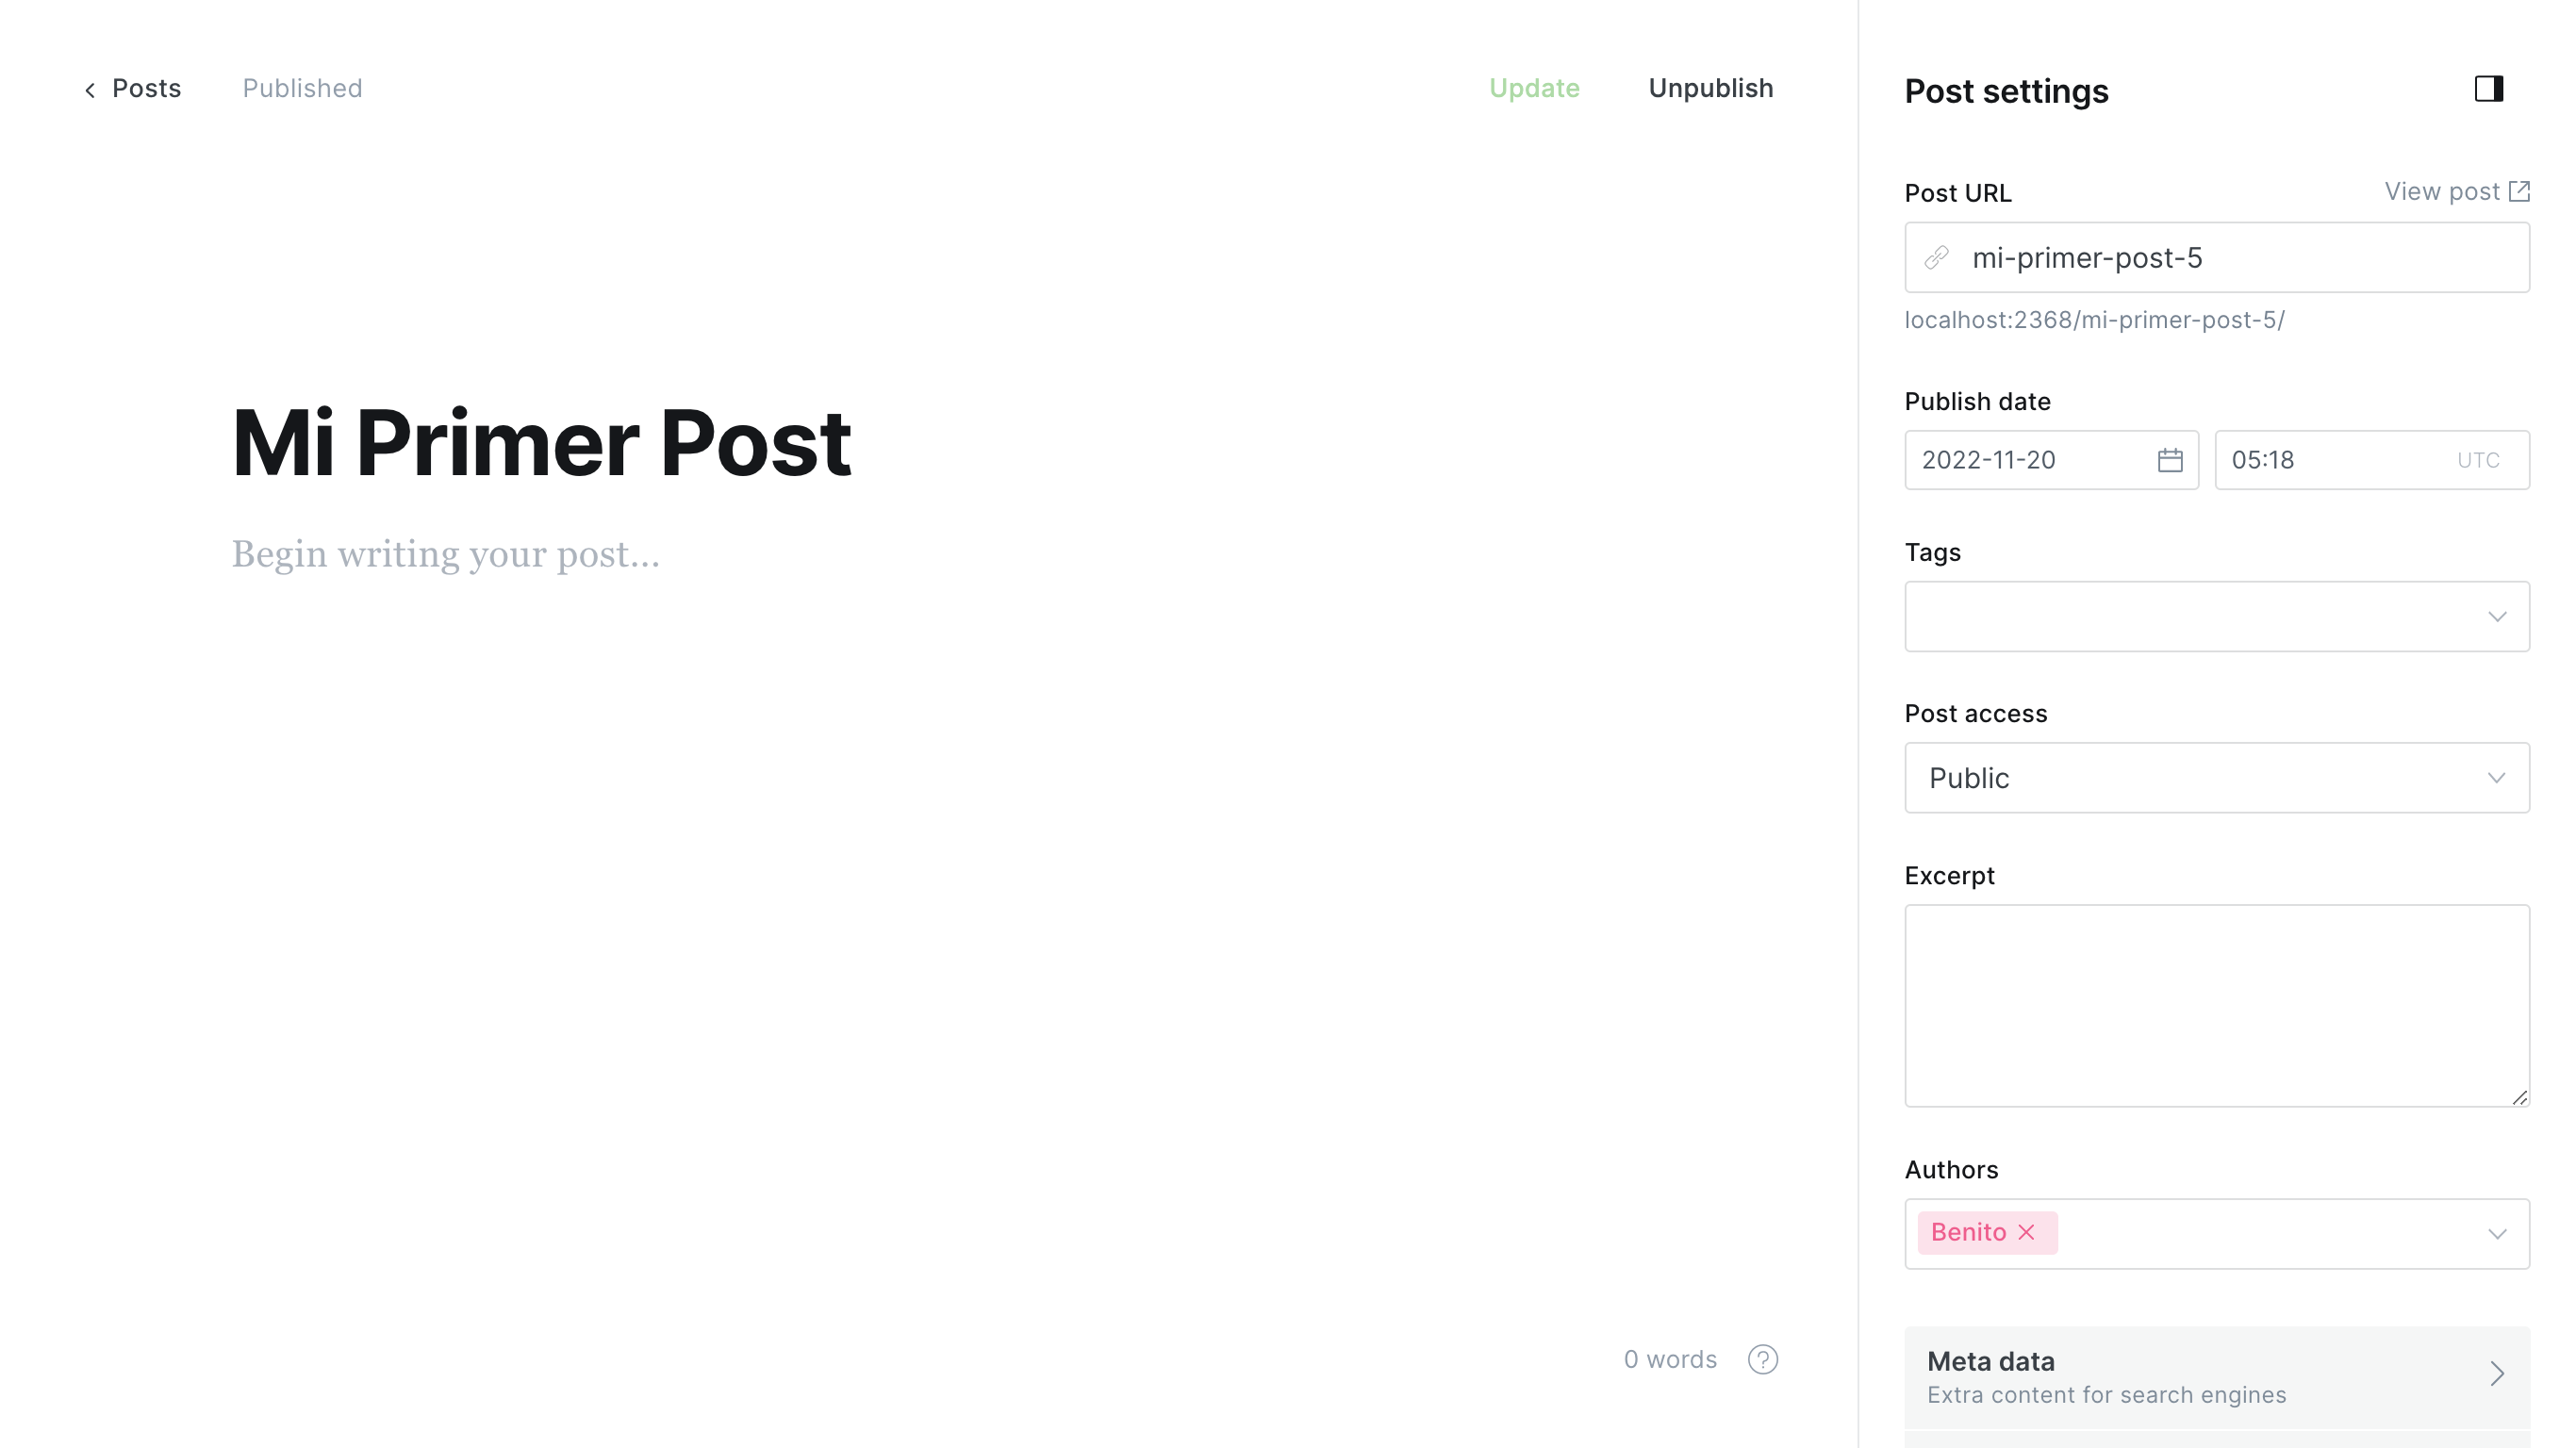 Posts
Published
Update
Unpublish
Mi Primer Post
Begin writing your post...
0 words
?
Post settings
Post URL
View post
mi-primer-post-5
localhost:2368/mi-primer-post-5/
Publish date
2022-11-20
05:18
UTC
Tags
Post access
Public
Excerpt
Authors
Benito
Meta data
Extra content for search engines